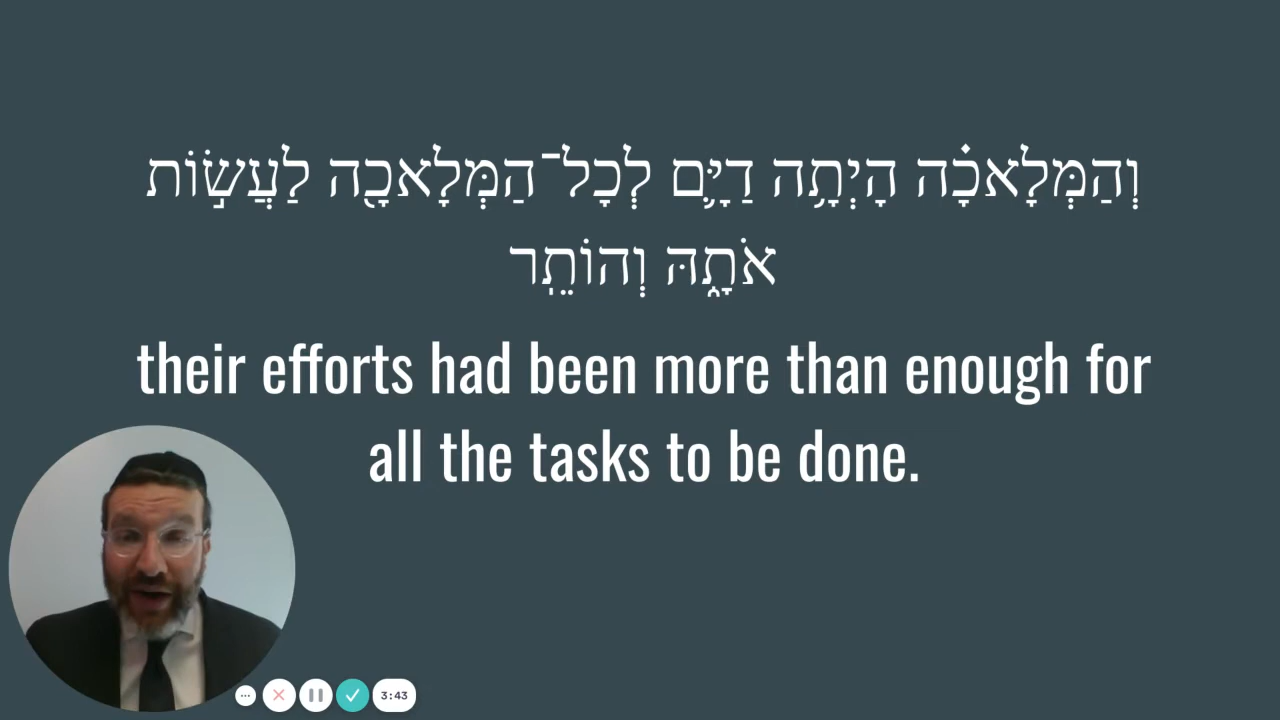 וְהַמְּלָאכָ֗ה הָיְתָ֥ה דַיָּ֛ם לְכָל־הַמְּלָאכָ֖ה לַעֲשׂ֣וֹת
אֹתָ֑הּ וְהוֹתֵֽר
their efforts had been more than enough for
all the tasks to be done.
3:43